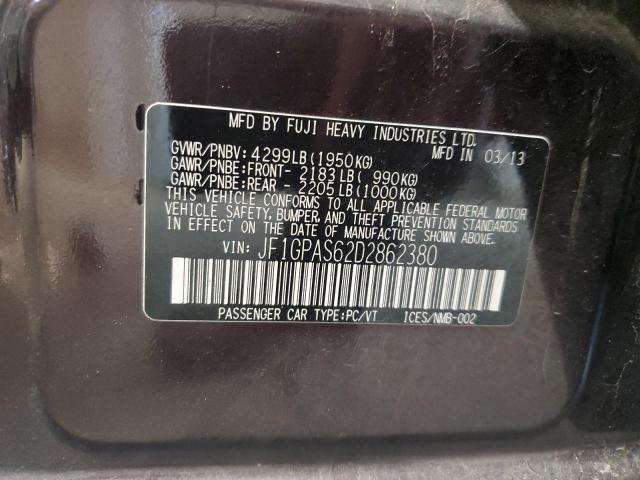 MFD BY FUJI HEAVY INDUSTRIES LTD.
GVWR/PNBV: 4299LB(1950KG) MFD IN 03/13
GAWR/PNBE:FRONT- 2183LB( 990KG)
GAWR/PNBE:REAR - 2205LB(1000KG)
THIS VEHICLE CONFORMS TO ALL APPLICABLE FEDERAL MOTOR
VEHICLE SAFETY, BUMPER, AND THEFT PREVENTION STANDARDS
IN EFFECT ON THE DATE OF MANUFACTURE SHOWN ABOVE.
VIN: JF1GPAS62D2862380
PASSENGER CAR TYPE:PC/VT ICES/NMB-002